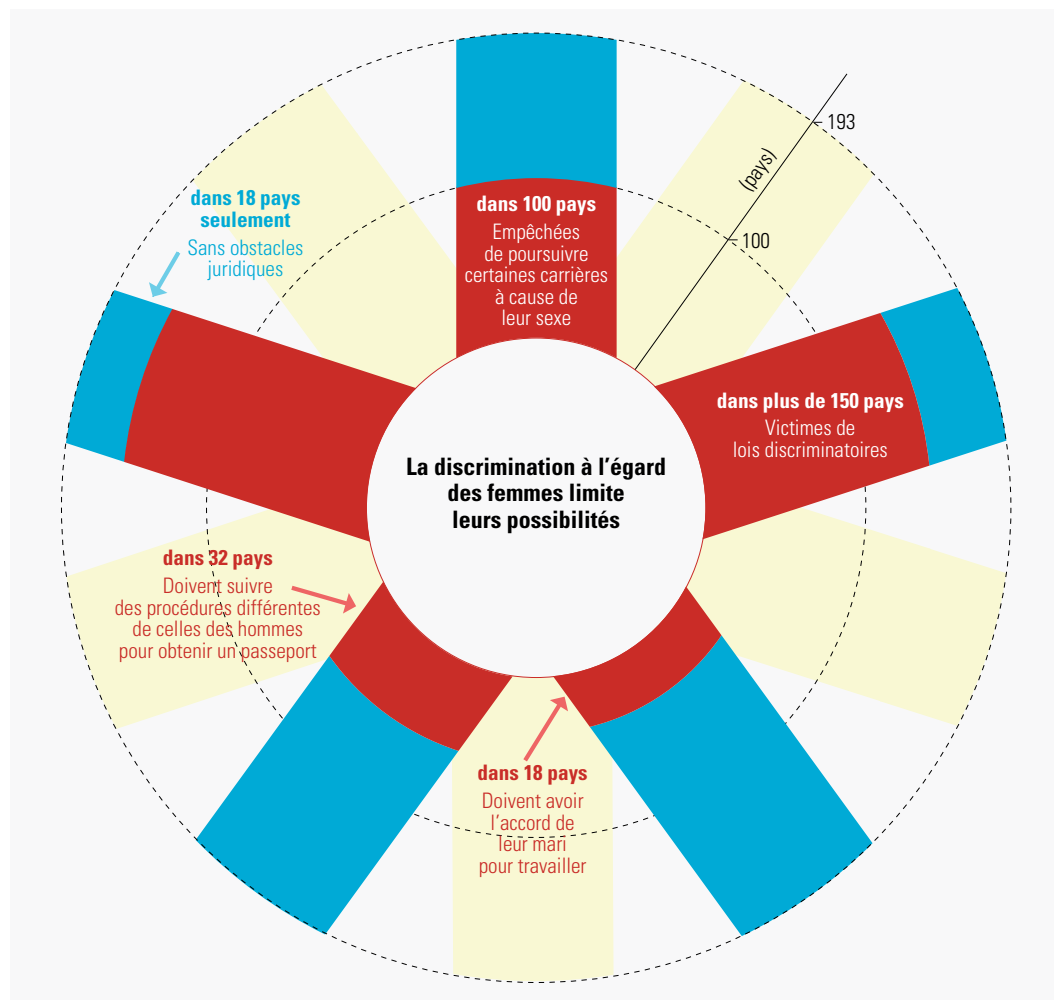 193
(pays)
100
dans 18 pays
seulement
Sans obstacles
juridiques
dans 100 pays
Empêchées
de poursuivre
certaines carrières
à cause de
leur sexe
dans plus de 150 pays
Victimes de
lois discriminatoires
La discrimination à l’égard
des femmes limite
leurs possibilités
dans 32 pays
Doivent suivre
des procédures différentes
de celles des hommes
pour obtenir un passeport
dans 18 pays
Doivent avoir
l’accord de
leur mari
pour travailler